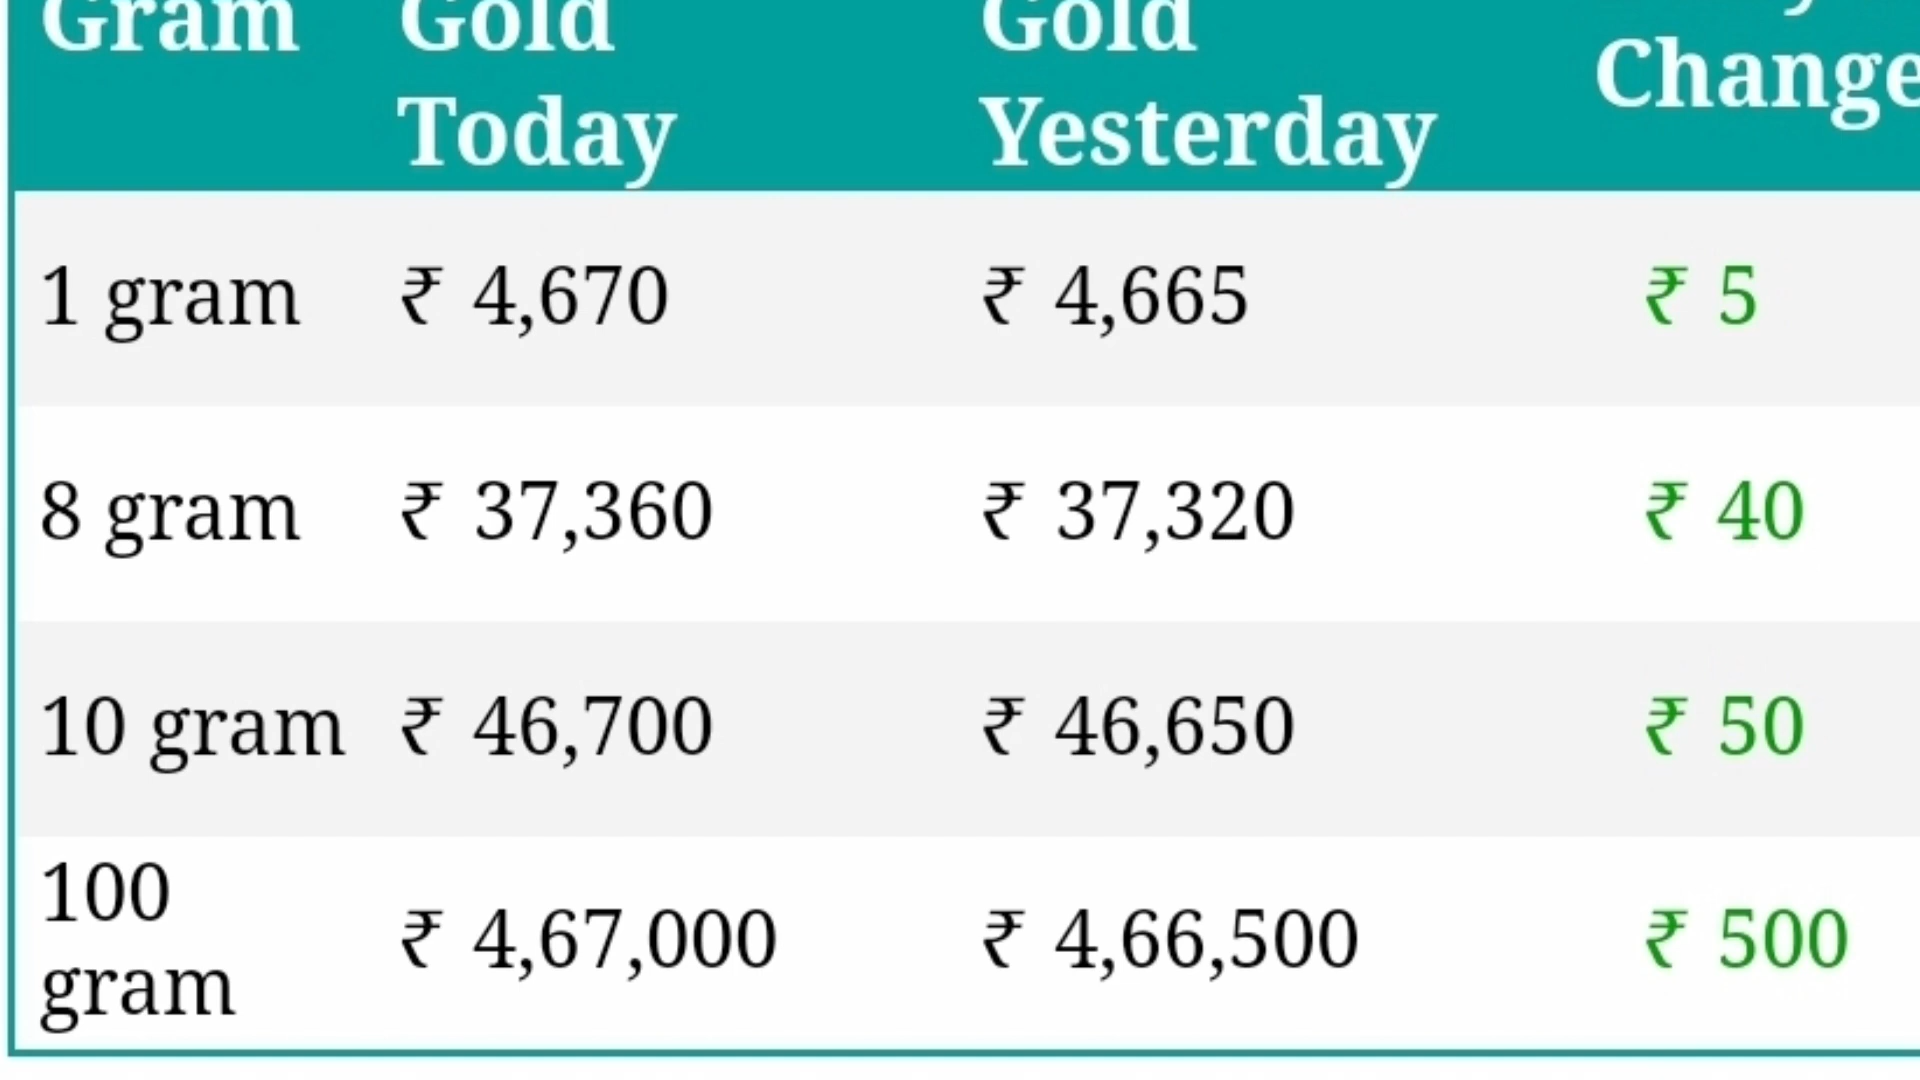 Gram Gold Gold
Change
Today Yesterday
1 gram ₹ 4,670 ₹ 4,665 ₹ 5
8 gram ₹ 37,360 ₹ 37,320 ₹ 40
10 gram ₹ 46,700 ₹ 46,650 ₹ 50
100
gram ₹ 4,67,000 ₹ 4,66,500 ₹ 500